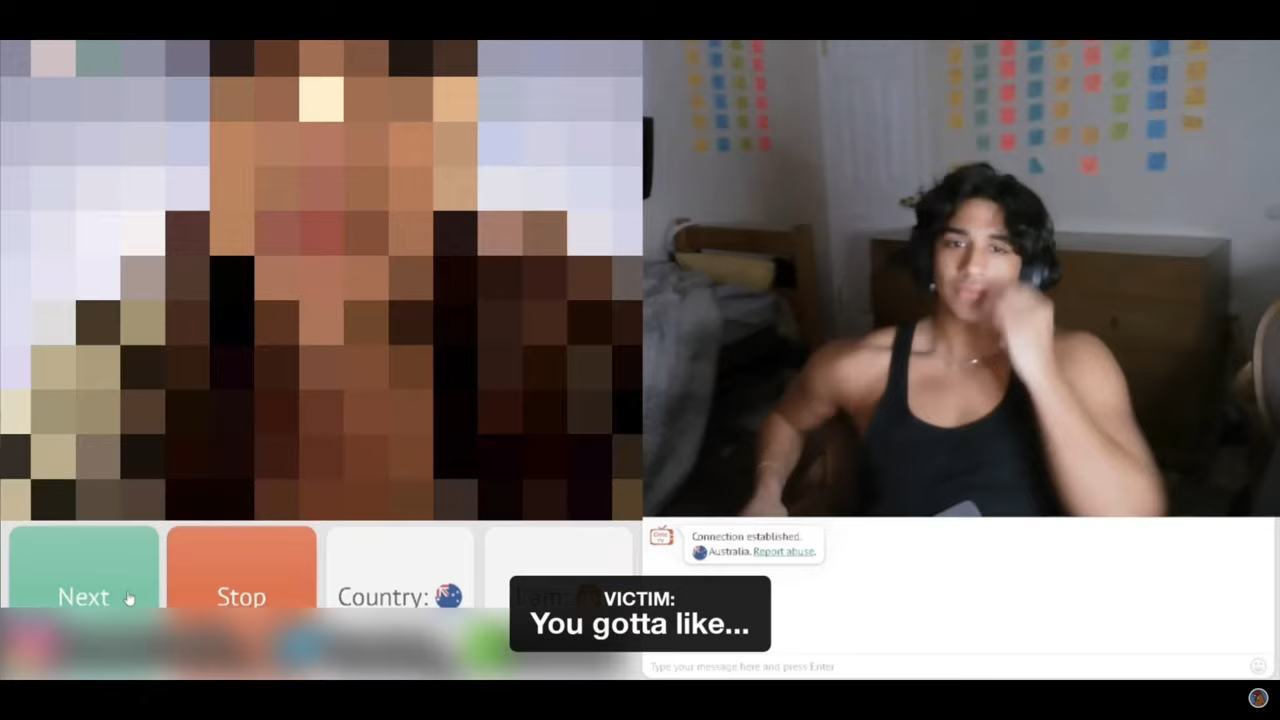 Connection established.
Australia. Report abuse.
Next
Stop
Country:
I am:
VICTIM:
You gotta like...
Type your message here and press Enter